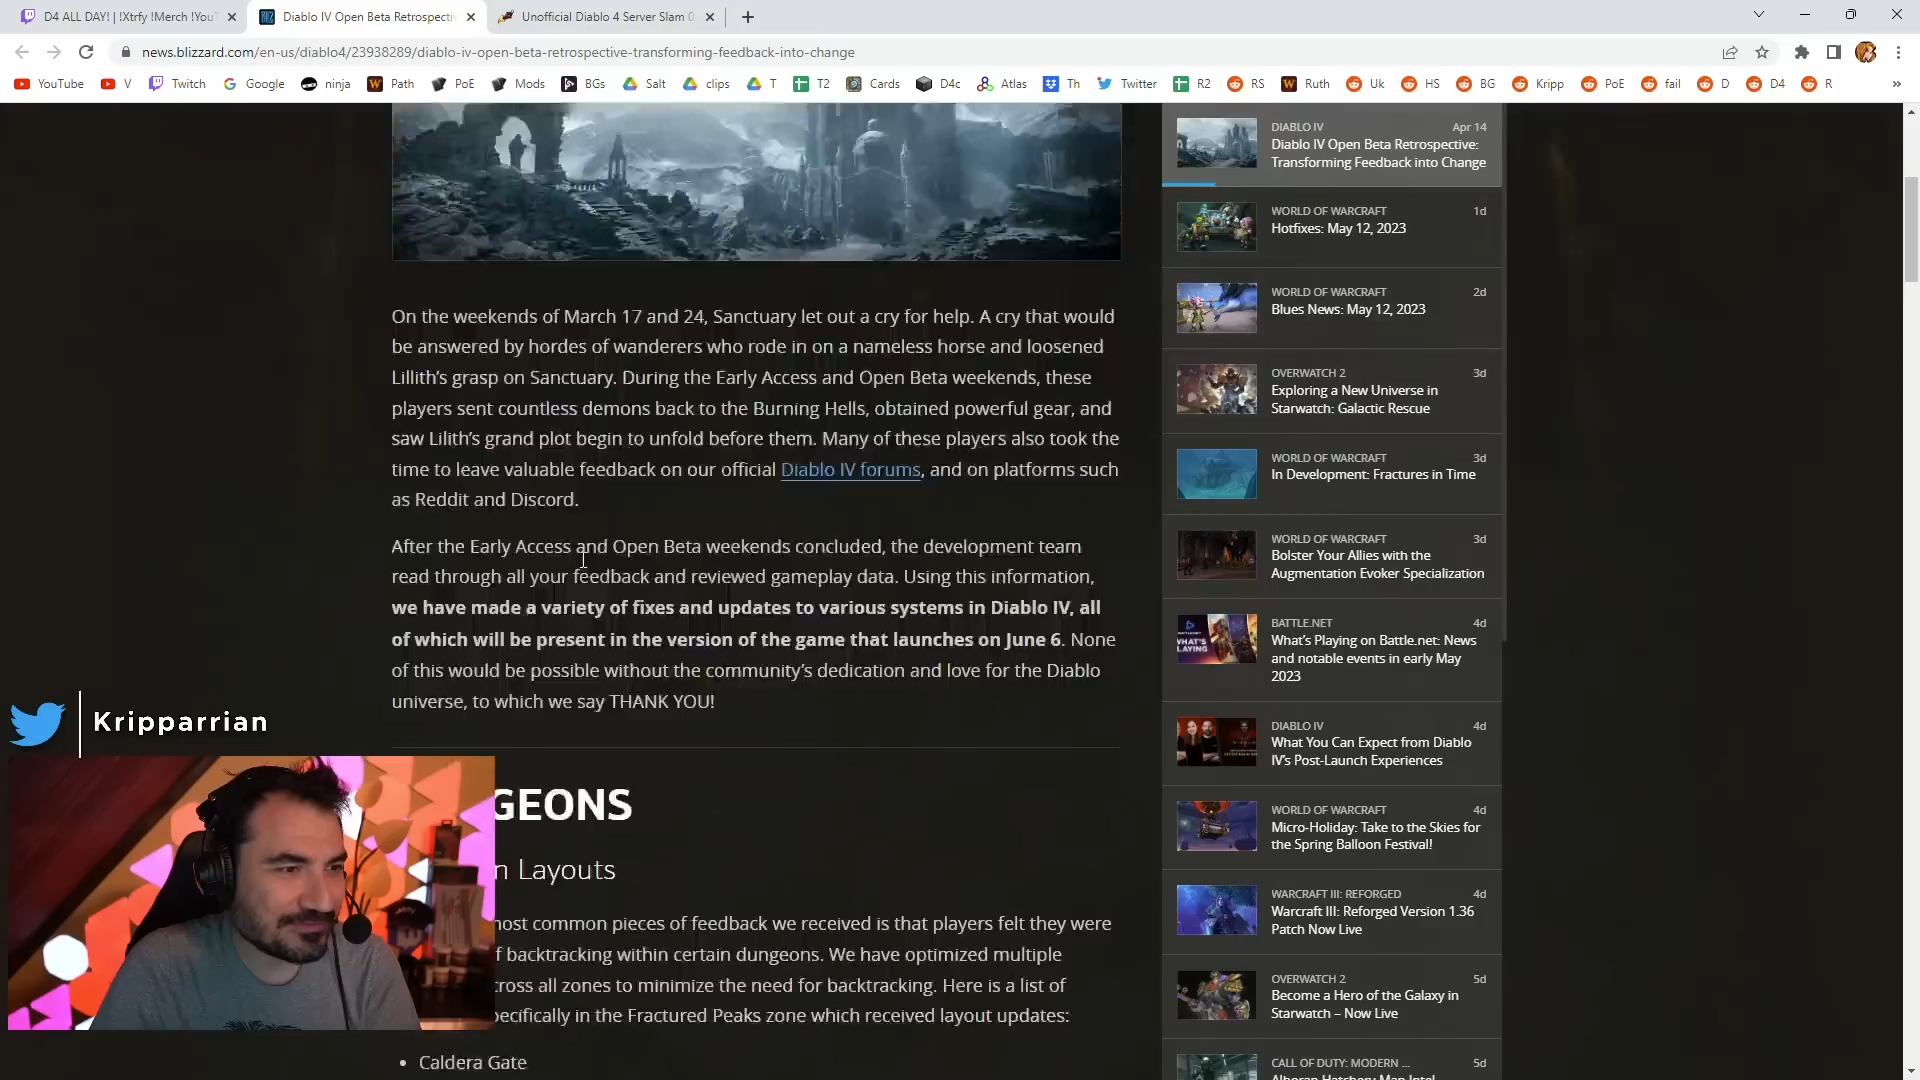 D4 ALL DAY! | !Xtrfy !Merch !You
Diablo IV Open Beta Retrospecti
Unofficial Diablo 4 Server Slam 0
news.blizzard.com/en-us/diablo4/23938289/diablo-iv-open-beta-retrospective-transforming-feedback-into-change
YouTube V Twitch Google ninja Path PoE Mods BGs Salt clips T T2 Cards D4c Atlas Th Twitter R2 RS Ruth Uk HS BG Kripp PoE fail D D4 R »
On the weekends of March 17 and 24, Sanctuary let out a cry for help. A cry that would
be answered by hordes of wanderers who rode in on a nameless horse and loosened
Lillith's grasp on Sanctuary. During the Early Access and Open Beta weekends, these
players sent countless demons back to the Burning Hells, obtained powerful gear, and
saw Lilith's grand plot begin to unfold before them. Many of these players also took the
time to leave valuable feedback on our official Diablo IV forums, and on platforms such
as Reddit and Discord.
After the Early Access and Open Beta weekends concluded, the development team
read through all your feedback and reviewed gameplay data. Using this information,
we have made a variety of fixes and updates to various systems in Diablo IV, all
of which will be present in the version of the game that launches on June 6. None
of this would be possible without the community's dedication and love for the Diablo
universe, to which we say THANK YOU!
Kripparrian
GEONS
n Layouts
most common pieces of feedback we received is that players felt they were
f backtracking within certain dungeons. We have optimized multiple
cross all zones to minimize the need for backtracking. Here is a list of
pecifically in the Fractured Peaks zone which received layout updates:
• Caldera Gate
DIABLO IV Apr 14
Diablo IV Open Beta Retrospective:
Transforming Feedback into Change
WORLD OF WARCRAFT 1d
Hotfixes: May 12, 2023
WORLD OF WARCRAFT 2d
Blues News: May 12, 2023
OVERWATCH 2 3d
Exploring a New Universe in
Starwatch: Galactic Rescue
WORLD OF WARCRAFT 3d
In Development: Fractures in Time
WORLD OF WARCRAFT 3d
Bolster Your Allies with the
Augmentation Evoker Specialization
BATTLE.NET 4d
What's Playing on Battle.net: News
and notable events in early May
2023
DIABLO IV 4d
What You Can Expect from Diablo
IV's Post-Launch Experiences
WORLD OF WARCRAFT 4d
Micro-Holiday: Take to the Skies for
the Spring Balloon Festival!
WARCRAFT III: REFORGED 4d
Warcraft III: Reforged Version 1.36
Patch Now Live
OVERWATCH 2 5d
Become a Hero of the Galaxy in
Starwatch – Now Live
CALL OF DUTY: MODERN ... 5d